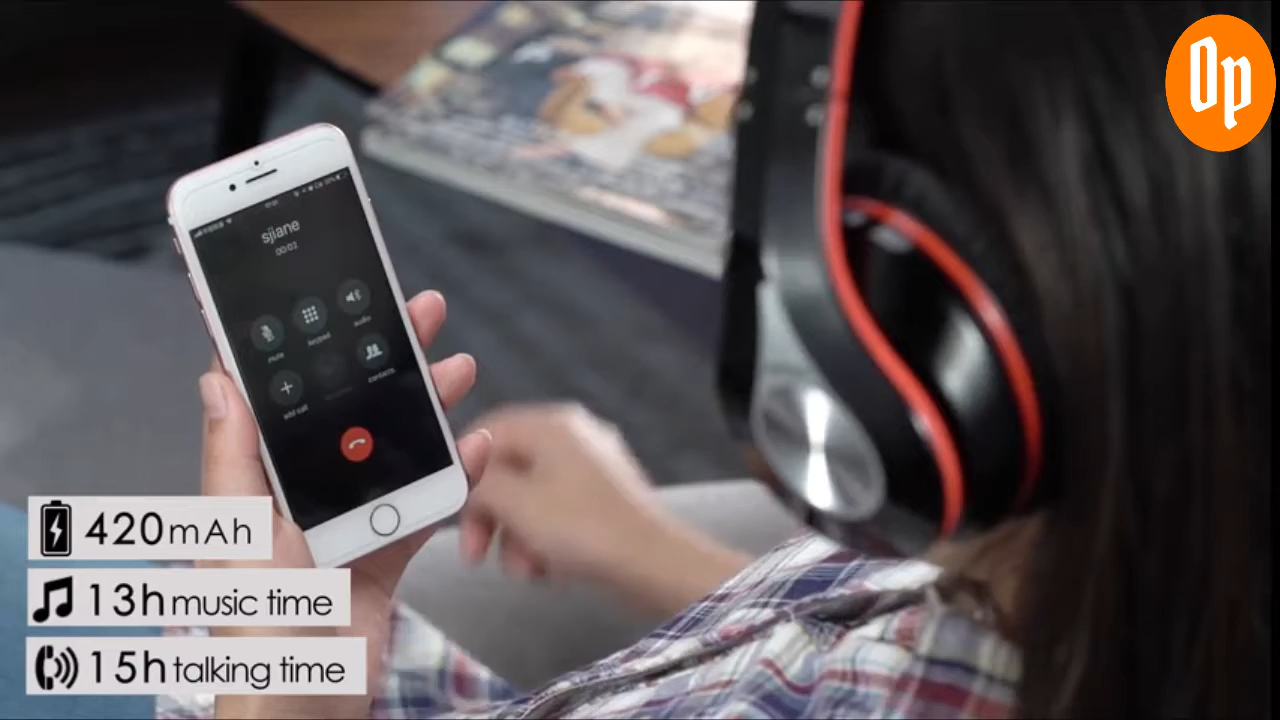 Op
sjiane
00:02
mute
keypad
audio
add call
contacts
420mAh
13h music time
15h talking time